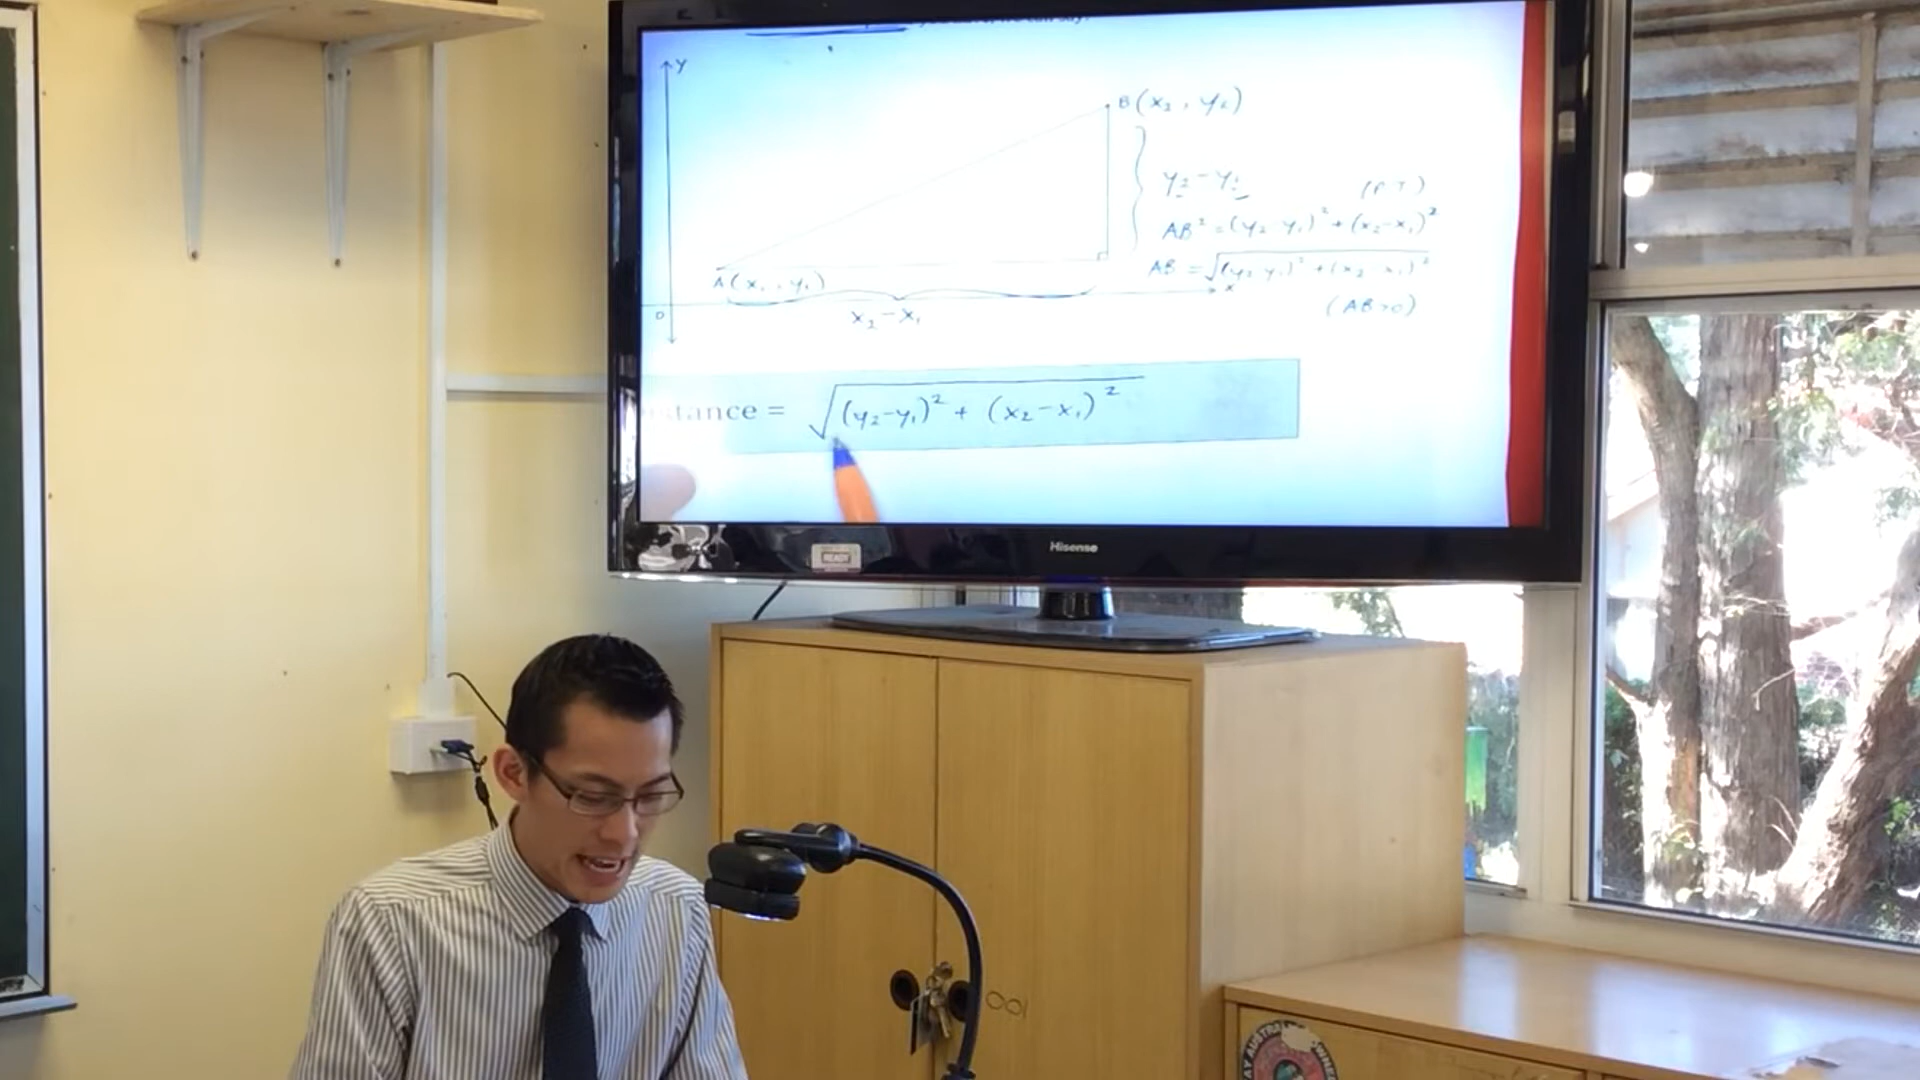 y
B(x₂, y₂)
y₂-y₁
(P.T)
AB² = (y₂-y₁)² + (x₂-x₁)²
A(x₁, y₁)
AB = √(y₂-y₁)² + (x₂-x₁)²
x
0
x₂-x₁
(AB>0)
tance = √(y₂-y₁)² + (x₂-x₁)²
READY
Hisense